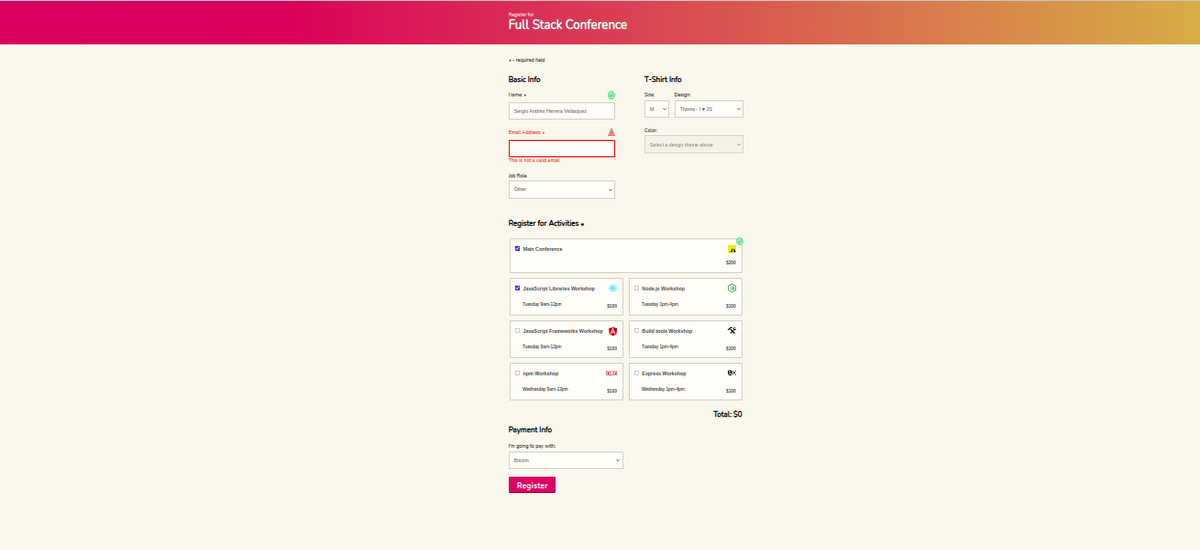 Register for
Full Stack Conference
* - required field
Basic Info
Name: *
Sergio Andrés Herrera Velásquez
Email Address: *
This is not a valid email
Job Role
Other
T-Shirt Info
Size:
Design:
M
Theme - I ♥ JS
Color:
Select a design theme above
Register for Activities *
Main Conference
JS
$200
JavaScript Libraries Workshop
Tuesday 9am-12pm
$100
Node.js Workshop
Tuesday 1pm-4pm
$100
JavaScript Frameworks Workshop
Tuesday 9am-12pm
$100
Build tools Workshop
Tuesday 1pm-4pm
$100
npm Workshop
Wednesday 9am-12pm
$100
Express Workshop
Wednesday 1pm-4pm
$100
Total: $0
Payment Info
I'm going to pay with:
Bitcoin
Register